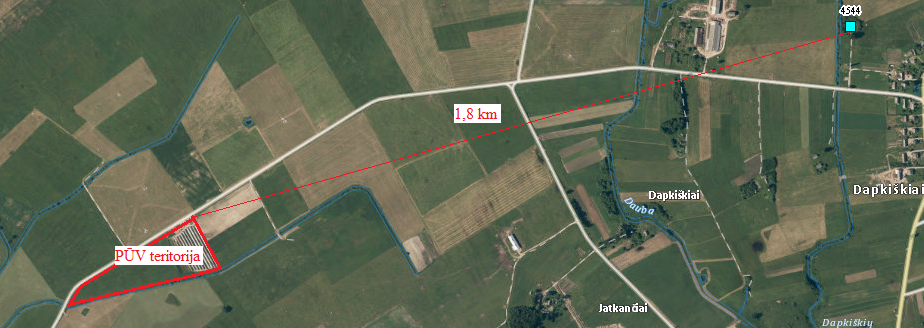 4544
1,8 km
Dapkiškiai
Dapkiškiai
Dauba
PŪV teritorija
Jatkančiai
Dapkiškių